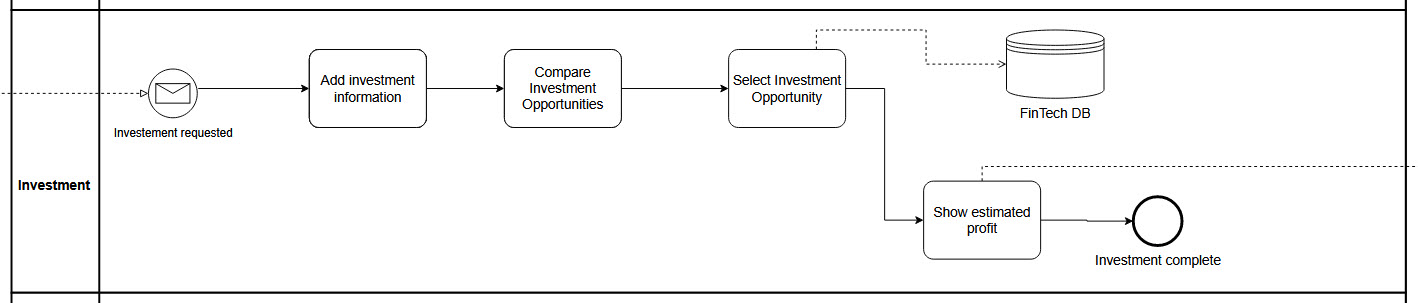 Add investment
information
Compare
Investment
Opportunities
Select Investment
Opportunity
FinTech DB
Investement requested
Investment
Show estimated
profit
Investment complete